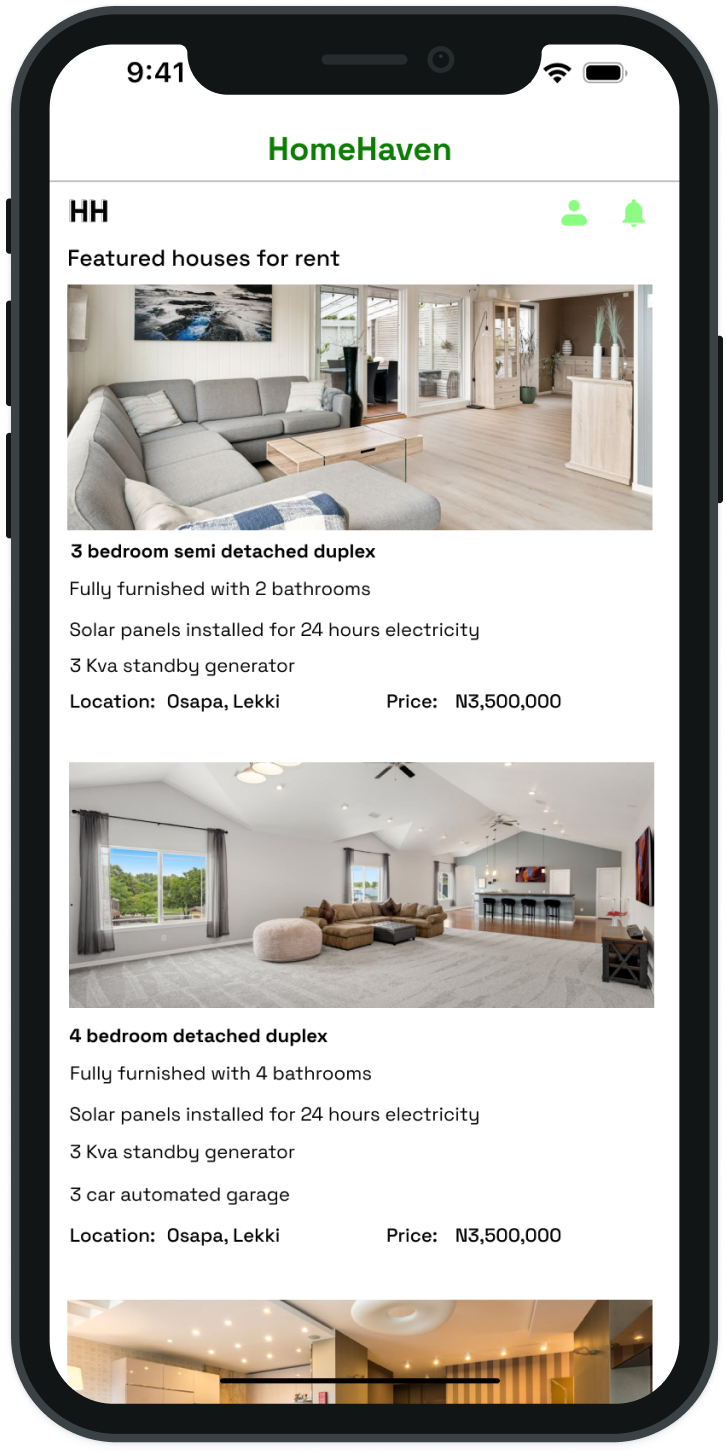 9:41
HomeHaven
HH
Featured houses for rent
3 bedroom semi detached duplex
Fully furnished with 2 bathrooms
Solar panels installed for 24 hours electricity
3 Kva standby generator
Location: Osapa, Lekki Price: N3,500,000
4 bedroom detached duplex
Fully furnished with 4 bathrooms
Solar panels installed for 24 hours electricity
3 Kva standby generator
3 car automated garage
Location: Osapa, Lekki Price: N3,500,000